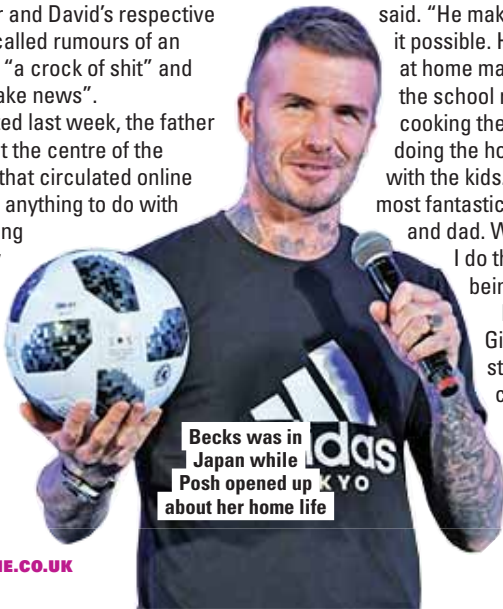 r and David's respective
called rumours of an
"a crock of shit" and
ake news".
ted last week, the father
t the centre of the
that circulated online
anything to do with
ng
said. "He mak
it possible. H
at home ma
the school r
cooking the
doing the ho
with the kids.
most fantastic
and dad. W
I do th
bein
Gi
st
c
das
KYO
Becks was in
Japan while
Posh opened up
about her home life
E.CO.UK